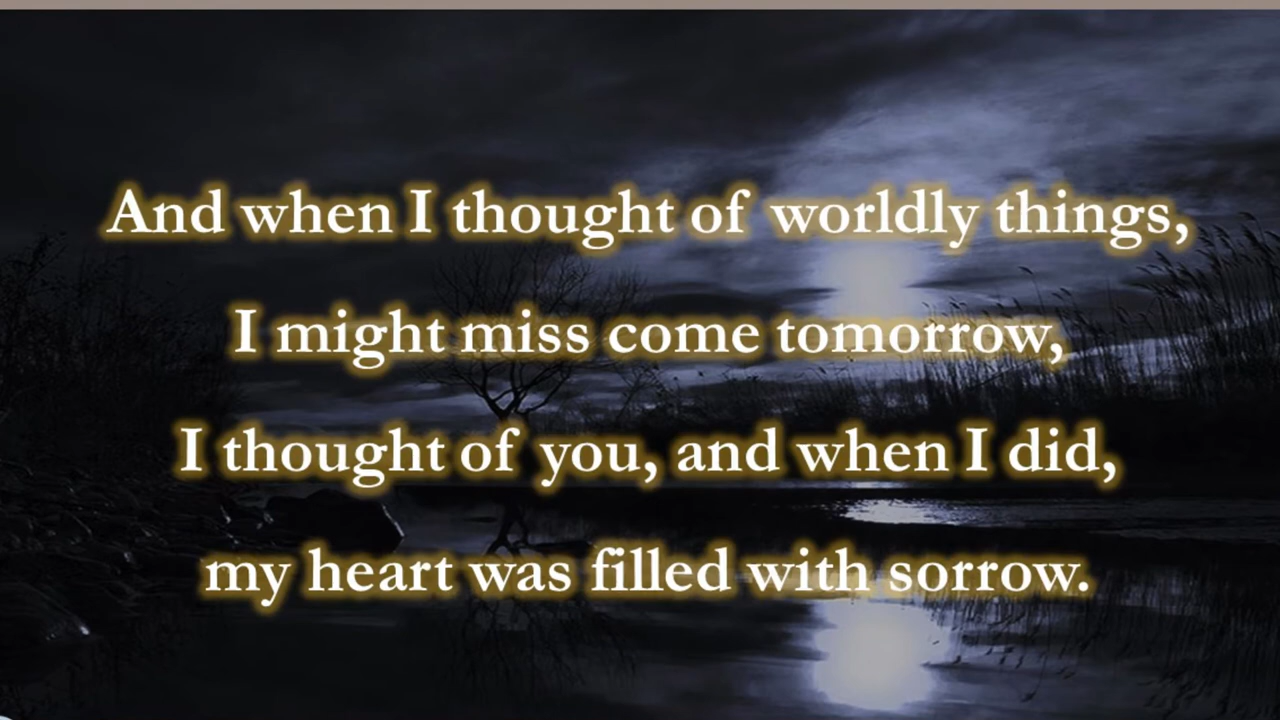 And when I thought of worldly things,
I might miss come tomorrow,
I thought of you, and when I did,
my heart was filled with sorrow.